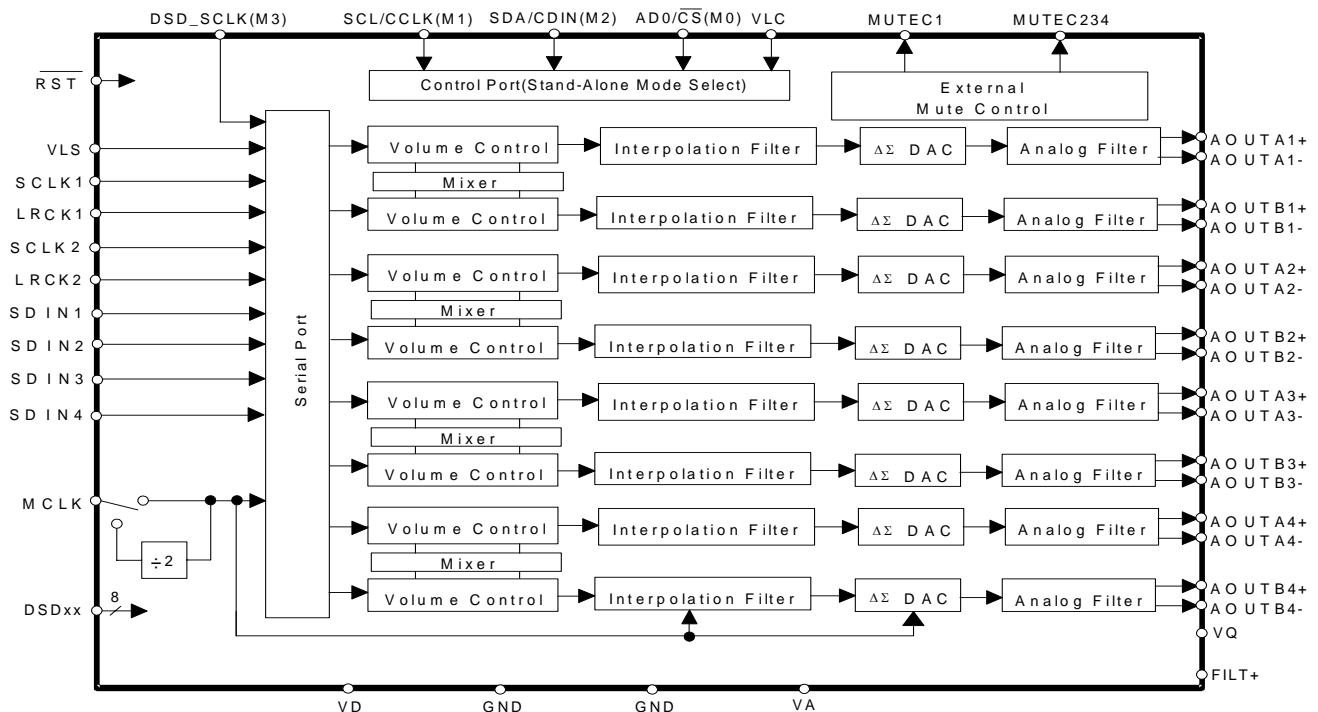 DSD_SCLK(M3) SCL/CCLK(M1) SDA/CDIN(M2) AD0/CS(M0) VLC MUTEC1 MUTEC234
RST
Control Port(Stand-Alone Mode Select)
External
Mute Control
VLS
SCLK1
LRCK1
SCLK2
LRCK2
SDIN1
SDIN2
SDIN3
SDIN4
MCLK
÷2
DSDxx
8
Serial Port
Volume Control Interpolation Filter ΔΣ DAC Analog Filter AOUTA1+
AOUTA1-
Mixer
Volume Control Interpolation Filter ΔΣ DAC Analog Filter AOUTB1+
AOUTB1-
Volume Control Interpolation Filter ΔΣ DAC Analog Filter AOUTA2+
AOUTA2-
Mixer
Volume Control Interpolation Filter ΔΣ DAC Analog Filter AOUTB2+
AOUTB2-
Volume Control Interpolation Filter ΔΣ DAC Analog Filter AOUTA3+
AOUTA3-
Mixer
Volume Control Interpolation Filter ΔΣ DAC Analog Filter AOUTB3+
AOUTB3-
Volume Control Interpolation Filter ΔΣ DAC Analog Filter AOUTA4+
AOUTA4-
Mixer
Volume Control Interpolation Filter ΔΣ DAC Analog Filter AOUTB4+
AOUTB4-
VQ
FILT+
VD GND GND VA